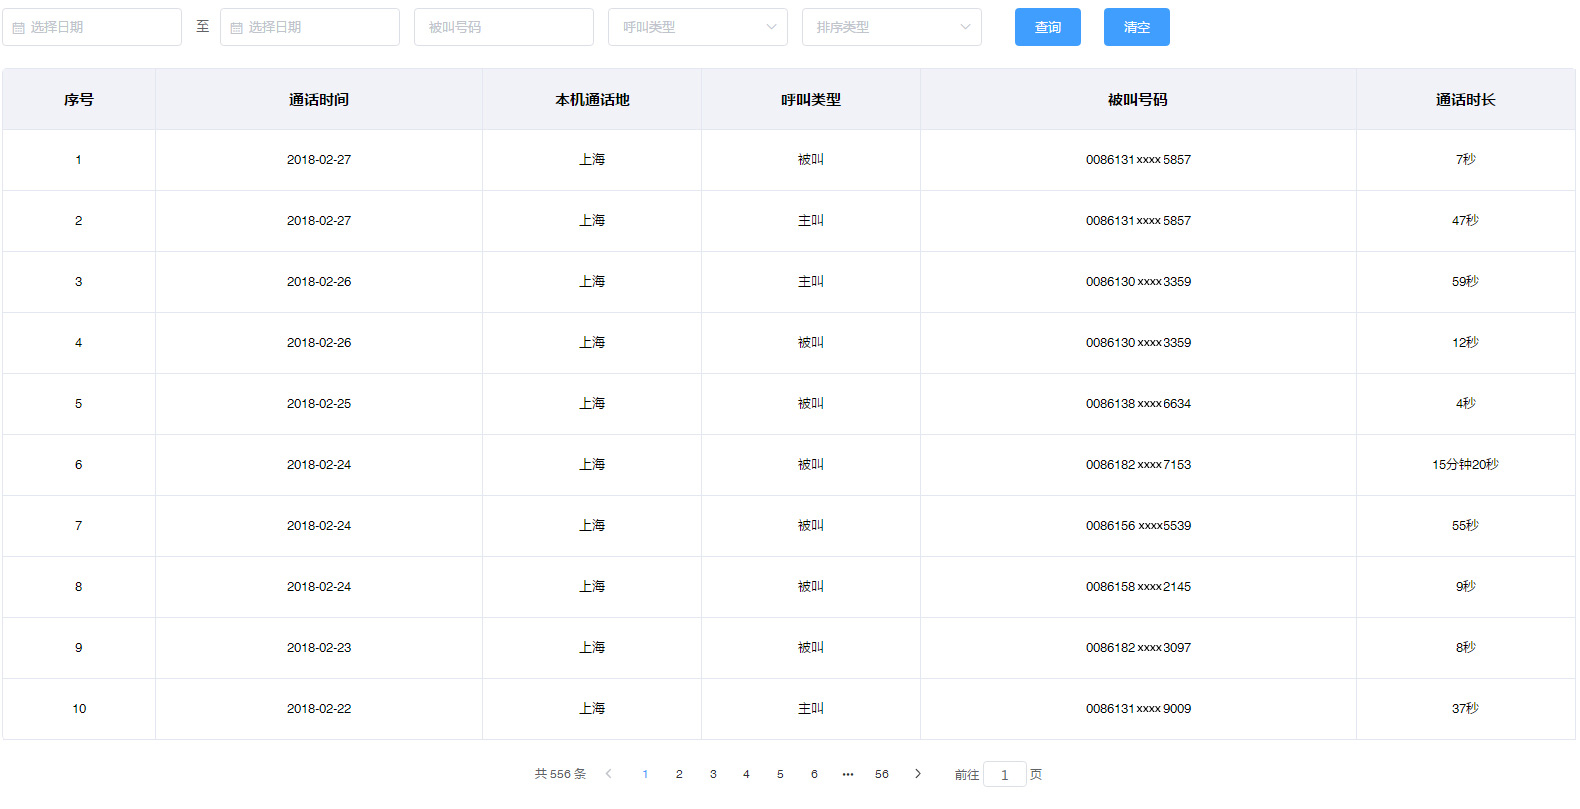 选择日期 至 选择日期 被叫号码 呼叫类型 排序类型 查询 清空
序号 通话时间 本机通话地 呼叫类型 被叫号码 通话时长
1 2018-02-27 上海 被叫 0086131xxxx5857 7秒
2 2018-02-27 上海 主叫 0086131xxxx5857 47秒
3 2018-02-26 上海 主叫 0086130xxxx3359 59秒
4 2018-02-26 上海 被叫 0086130xxxx3359 12秒
5 2018-02-25 上海 被叫 0086138xxxx6634 4秒
6 2018-02-24 上海 被叫 0086182xxxx7153 15分钟20秒
7 2018-02-24 上海 被叫 0086156xxxx5539 55秒
8 2018-02-24 上海 被叫 0086158xxxx2145 9秒
9 2018-02-23 上海 被叫 0086182xxxx3097 8秒
10 2018-02-22 上海 主叫 0086131xxxx9009 37秒
共 556 条 1 2 3 4 5 6 ••• 56 前往 1 页